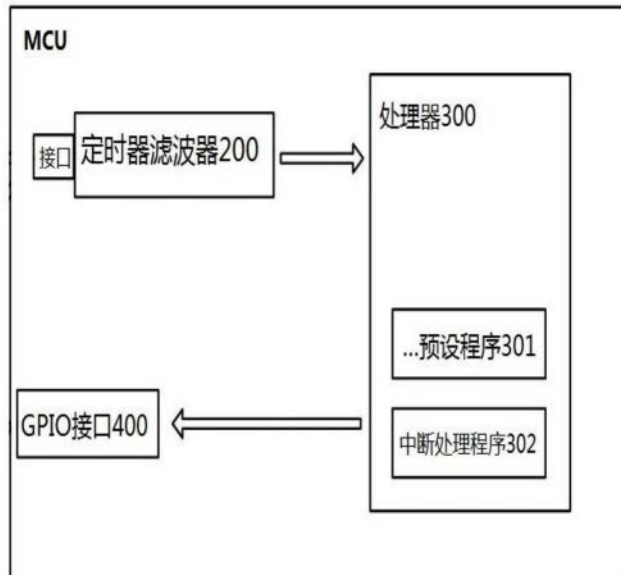 MCU
处理器300
接口
定时器滤波器200
...预设程序301
GPIO接口400
中断处理程序302